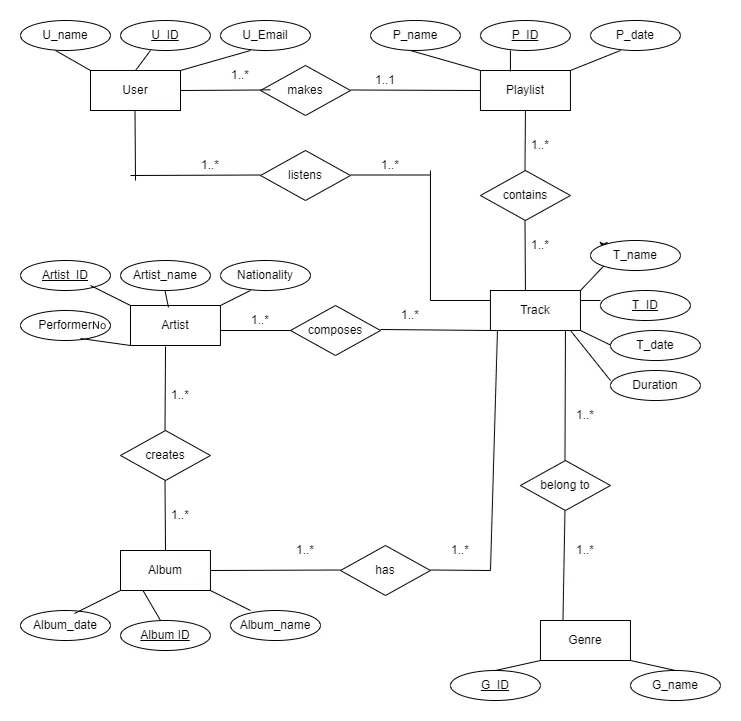 U_name
U_ID
U_Email
P_name
P_ID
P_date
User
1..*
makes
1..1
Playlist
1..*
listens
1..*
1..*
contains
1..*
T_name
Artist_ID
Artist_name
Nationality
T_ID
PerformerNo
Artist
1..*
composes
1..*
Track
T_date
Duration
1..*
1..*
creates
belong to
1..*
1..*
1..*
1..*
Album
has
Album_date
Album ID
Album_name
Genre
G_ID
G_name